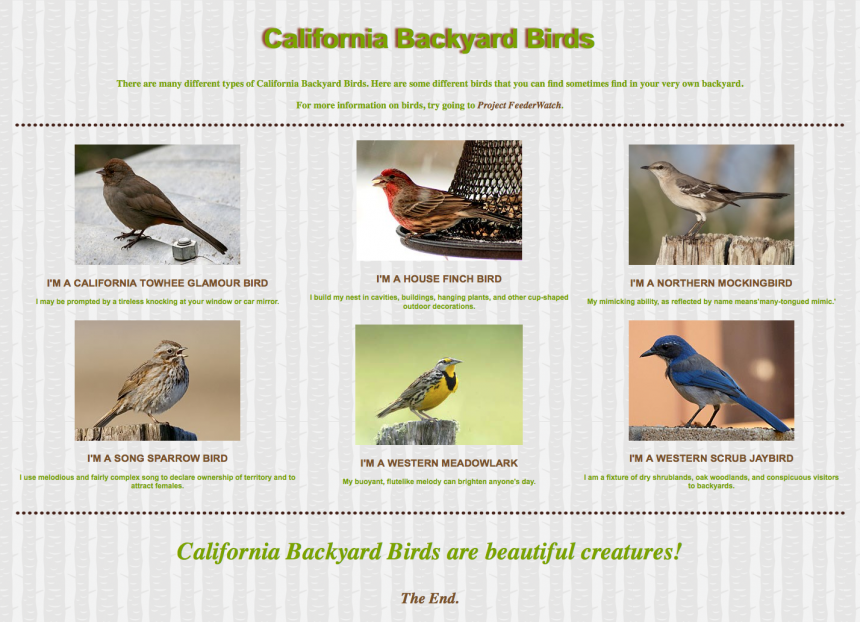 California Backyard Birds
There are many different types of California Backyard Birds. Here are some different birds that you can find sometimes find in your very own backyard.
For more information on birds, try going to Project FeederWatch.
I'M A CALIFORNIA TOWHEE GLAMOUR BIRD
I may be prompted by a tireless knocking at your window or car mirror.
I'M A HOUSE FINCH BIRD
I build my nest in cavities, buildings, hanging plants, and other cup-shaped
outdoor decorations.
I'M A NORTHERN MOCKINGBIRD
My mimicking ability, as reflected by name means'many-tongued mimic.'
I'M A SONG SPARROW BIRD
I use melodious and fairly complex song to declare ownership of territory and to
attract females.
I'M A WESTERN MEADOWLARK
My buoyant, flutelike melody can brighten anyone's day.
I'M A WESTERN SCRUB JAYBIRD
I am a fixture of dry shrublands, oak woodlands, and conspicuous visitors
to backyards.
California Backyard Birds are beautiful creatures!
The End.